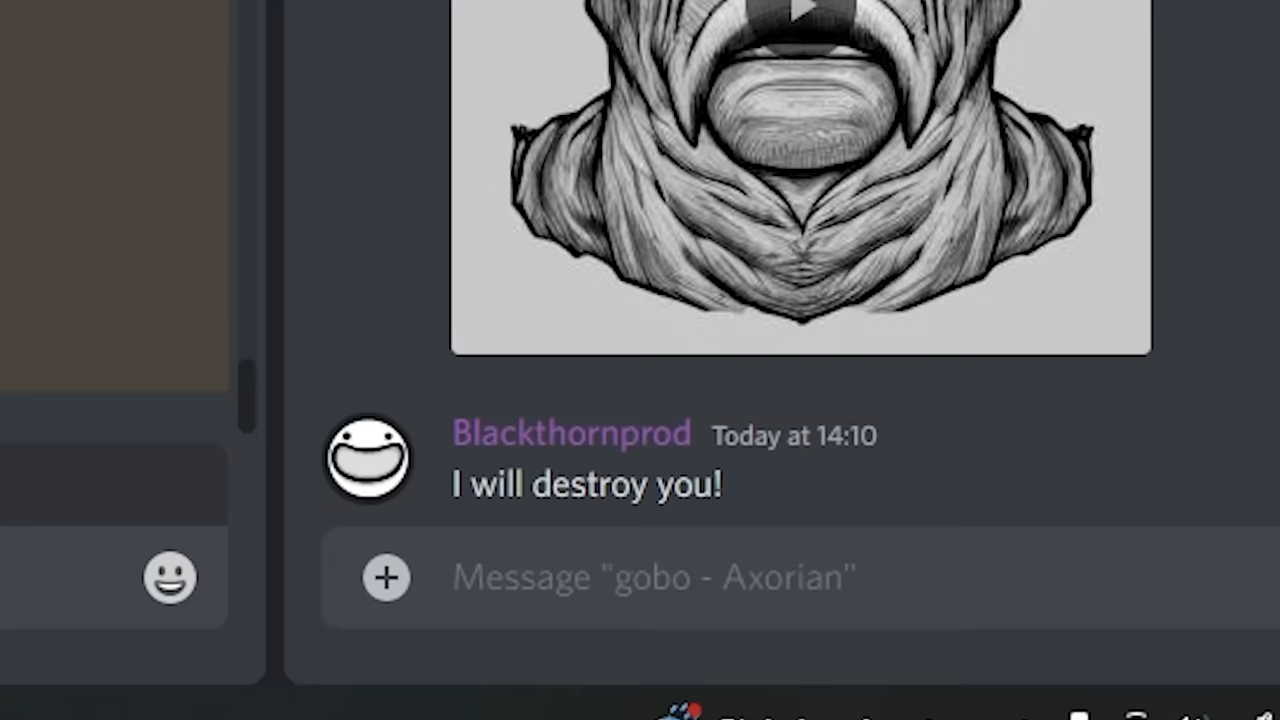 Blackthornprod Today at 14:10
I will destroy you!
Message "gobo - Axorian"